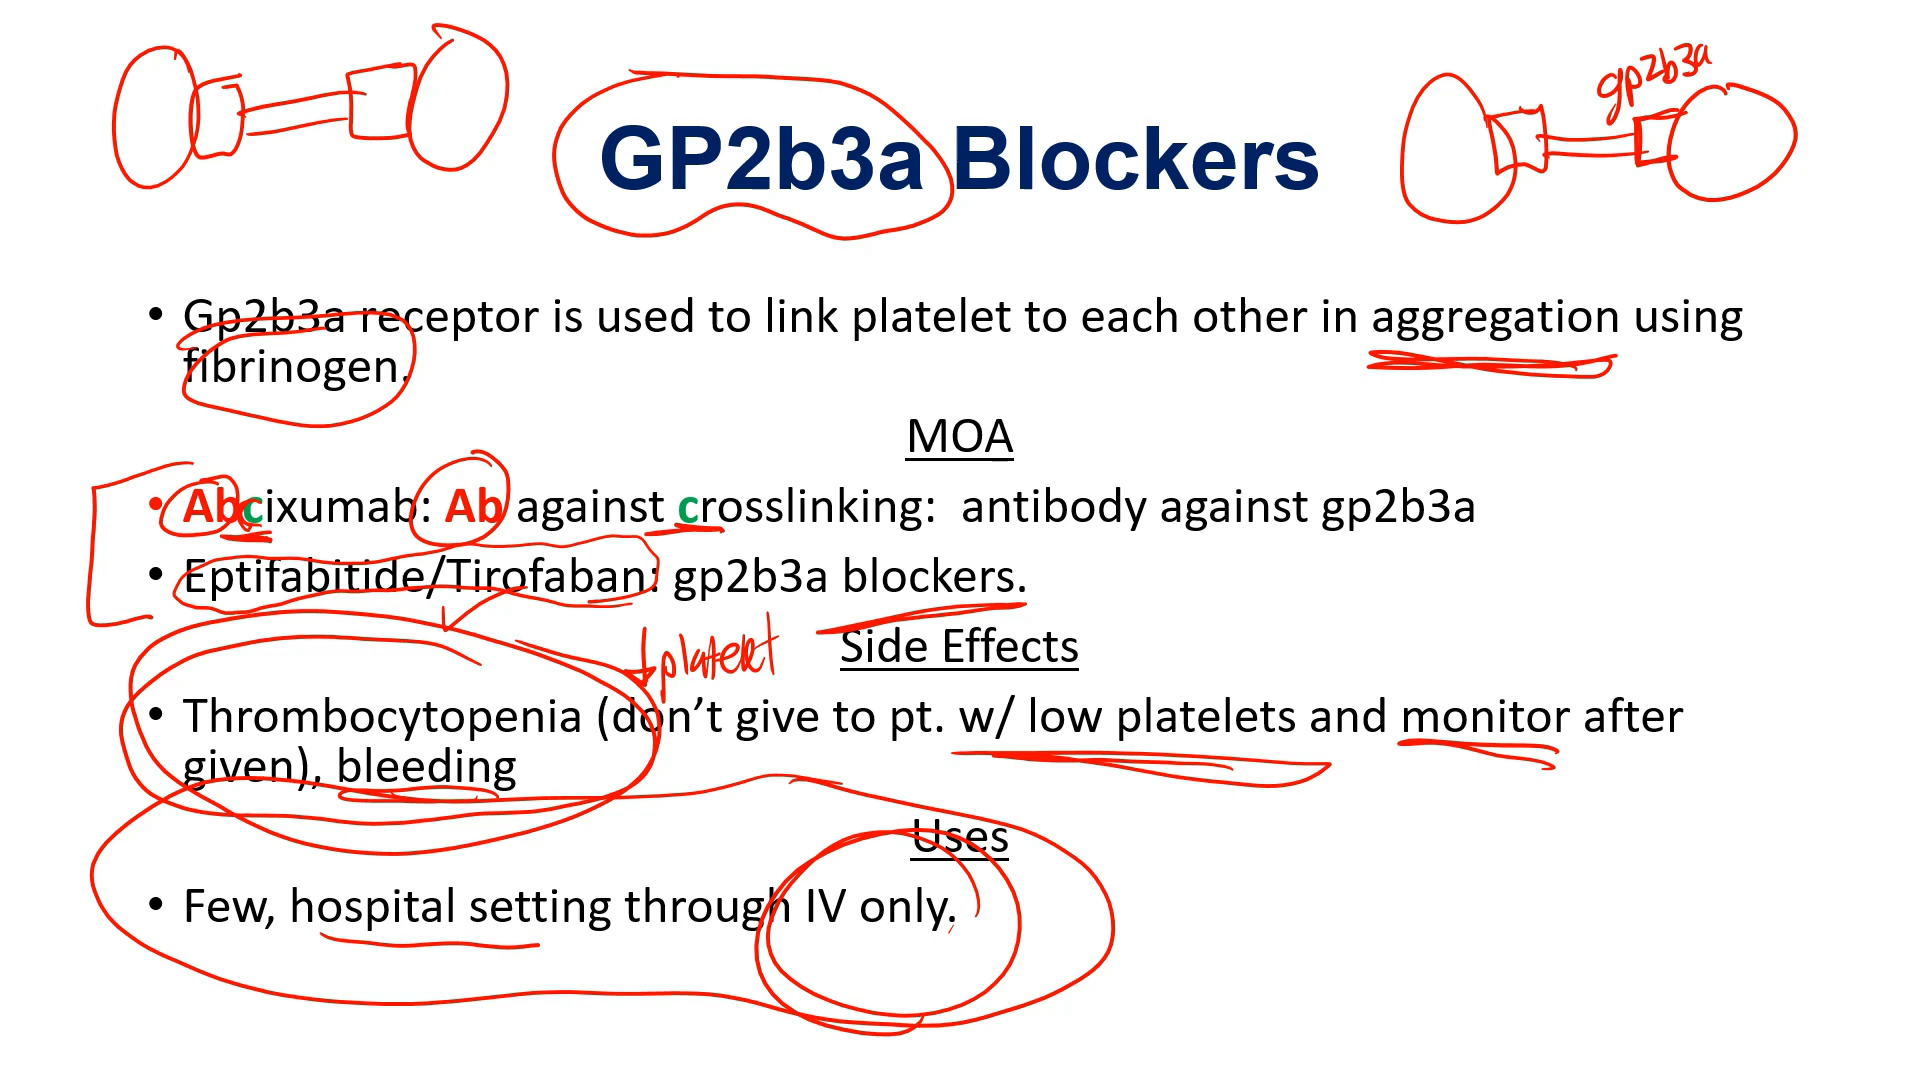 gp2b3a
GP2b3a Blockers
• Gp2b3a receptor is used to link platelet to each other in aggregation using
fibrinogen.
MOA
• Abcixumab: Ab against crosslinking: antibody against gp2b3a
• Eptifabitide/Tirofaban: gp2b3a blockers.
↓platelet
Side Effects
• Thrombocytopenia (don’t give to pt. w/ low platelets and monitor after
given), bleeding
Uses
• Few, hospital setting through IV only.